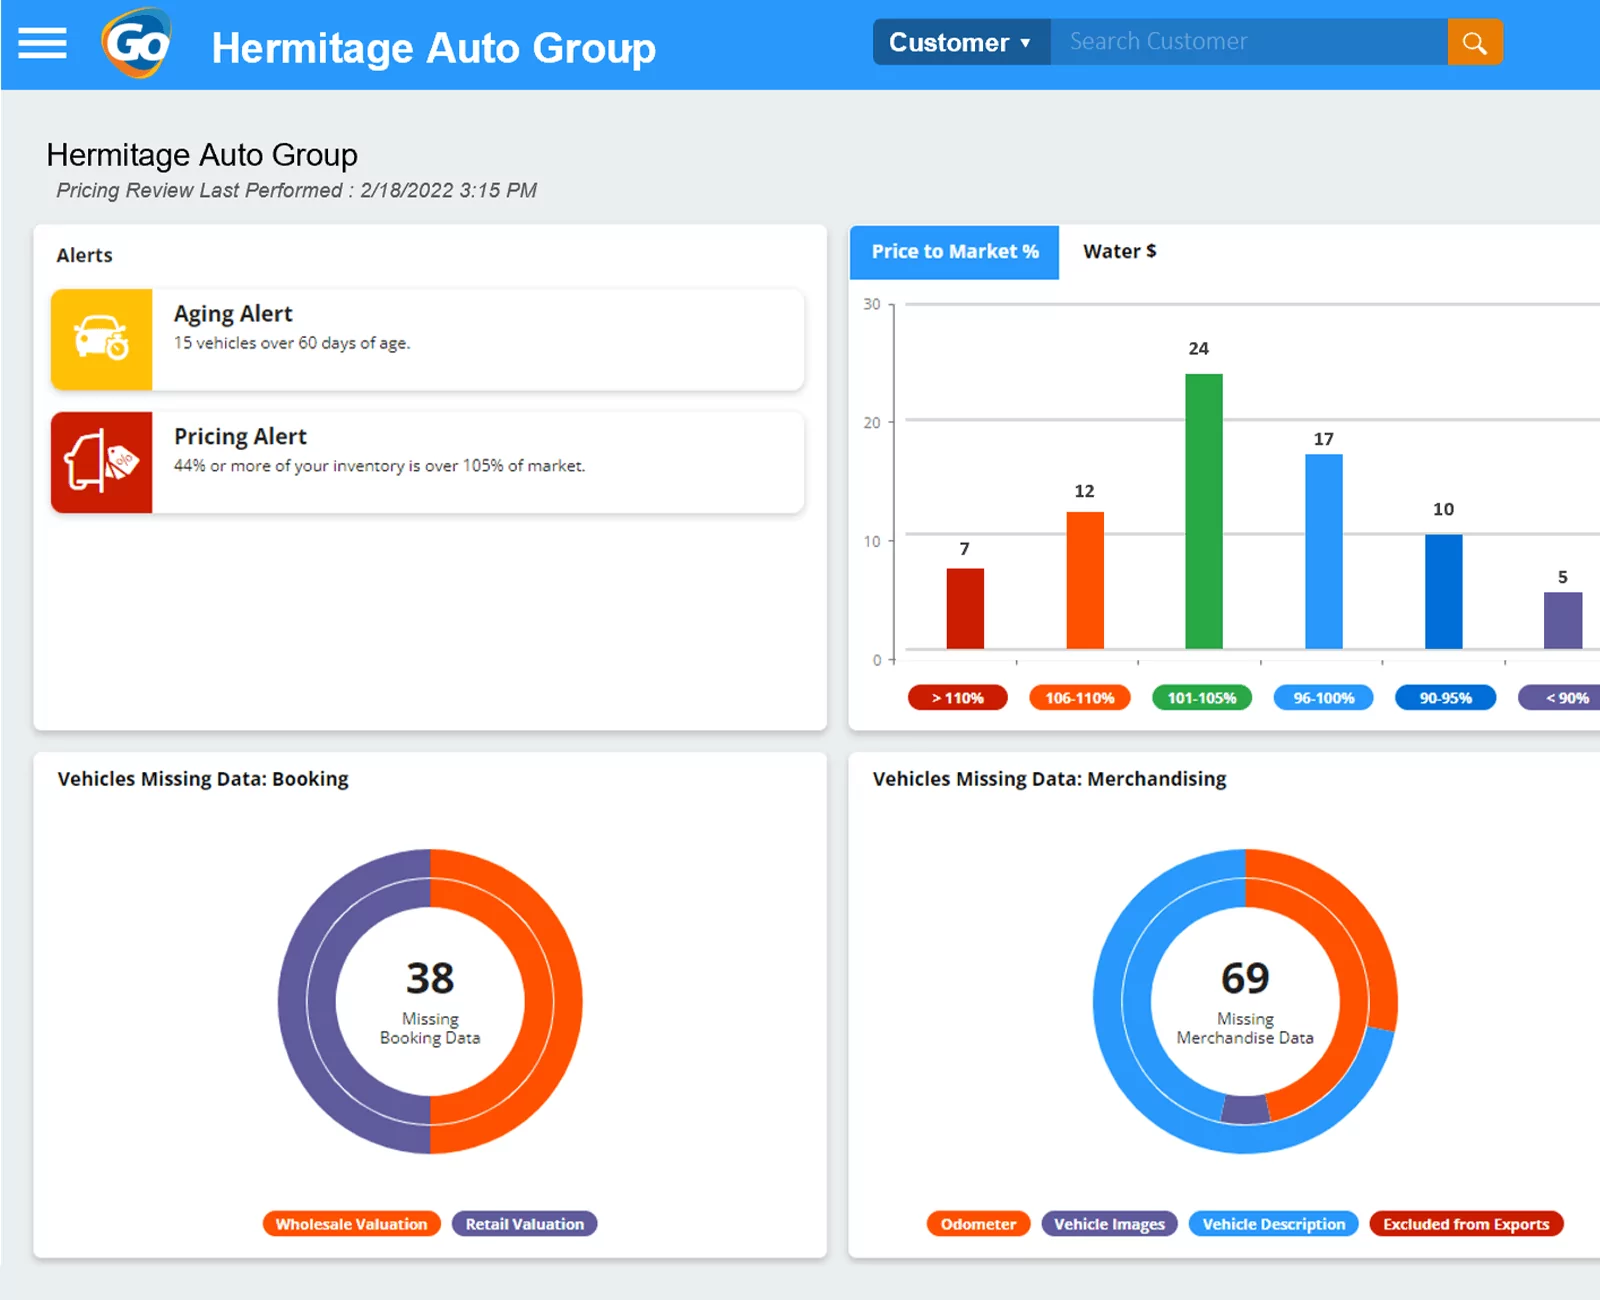 Go
Hermitage Auto Group
Customer ▼
Search Customer
Hermitage Auto Group
Pricing Review Last Performed : 2/18/2022 3:15 PM
Alerts
Aging Alert
15 vehicles over 60 days of age.
%
Pricing Alert
44% or more of your inventory is over 105% of market.
Price to Market %
Water $
30
20
10
0
7
12
24
17
10
5
> 110%
106-110%
101-105%
96-100%
90-95%
< 90%
Vehicles Missing Data: Booking
38
Missing
Booking Data
Wholesale Valuation
Retail Valuation
Vehicles Missing Data: Merchandising
69
Missing
Merchandise Data
Odometer
Vehicle Images
Vehicle Description
Excluded from Exports